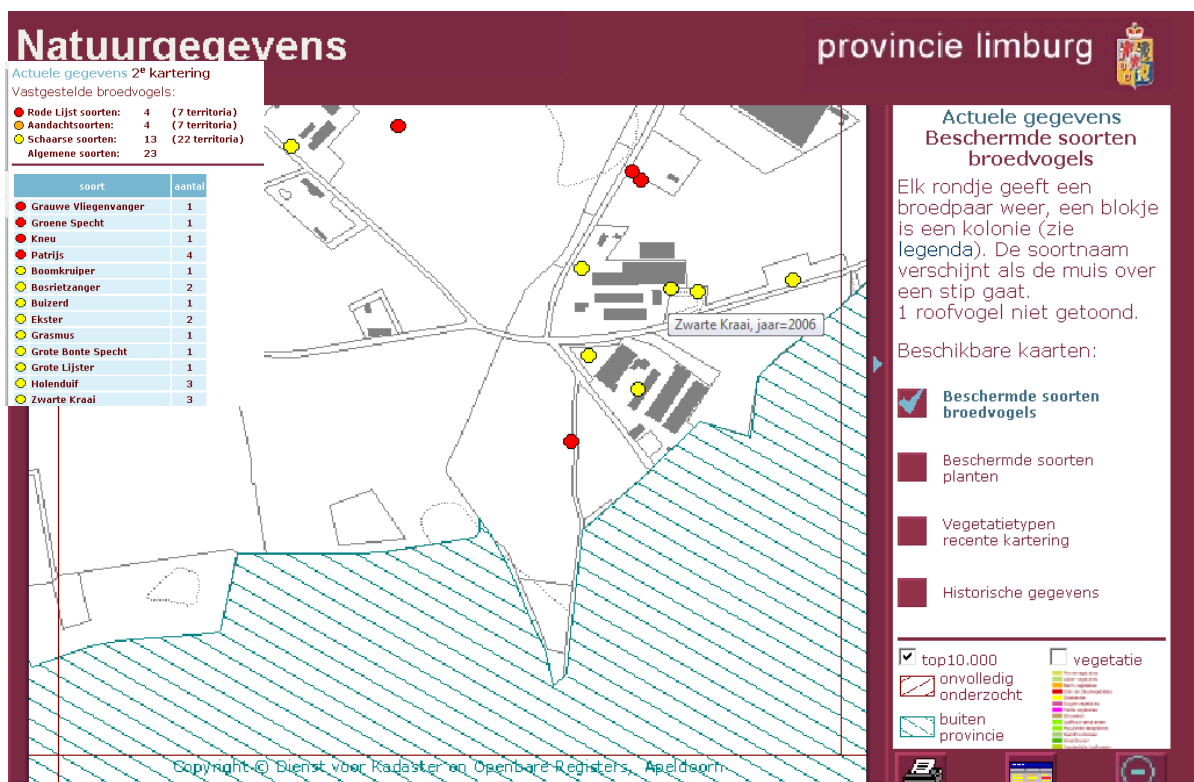 Natuurgegevens
provincie limburg
Actuele gegevens 2e kartering
Vastgestelde broedvogels:
Rode Lijst soorten: 4 (7 territoria)
Aandachtsoorten: 4 (7 territoria)
Schaarse soorten: 13 (22 territoria)
Algemene soorten: 23
soort aantal
Grauwe Vliegenvanger 1
Groene Specht 1
Kneu 1
Patrijs 4
Boomkruiper 1
Bosrietzanger 2
Buizerd 1
Ekster 2
Grasmus 1
Grote Bonte Specht 1
Grote Lijster 1
Holenduif 3
Zwarte Kraai 3
Zwarte Kraai, jaar=2006
Copyright © Dienst voor
en Openbare Registers, Apeldoorn
Actuele gegevens
Beschermde soorten
broedvogels
Elk rondje geeft een
broedpaar weer, een blokje
is een kolonie (zie
legenda). De soortnaam
verschijnt als de muis over
een stip gaat.
1 roofvogel niet getoond.
Beschikbare kaarten:
Beschermde soorten
broedvogels
Beschermde soorten
planten
Vegetatietypen
recente kartering
Historische gegevens
top10.000
vegetatie
onvolledig
onderzocht
buiten
provincie